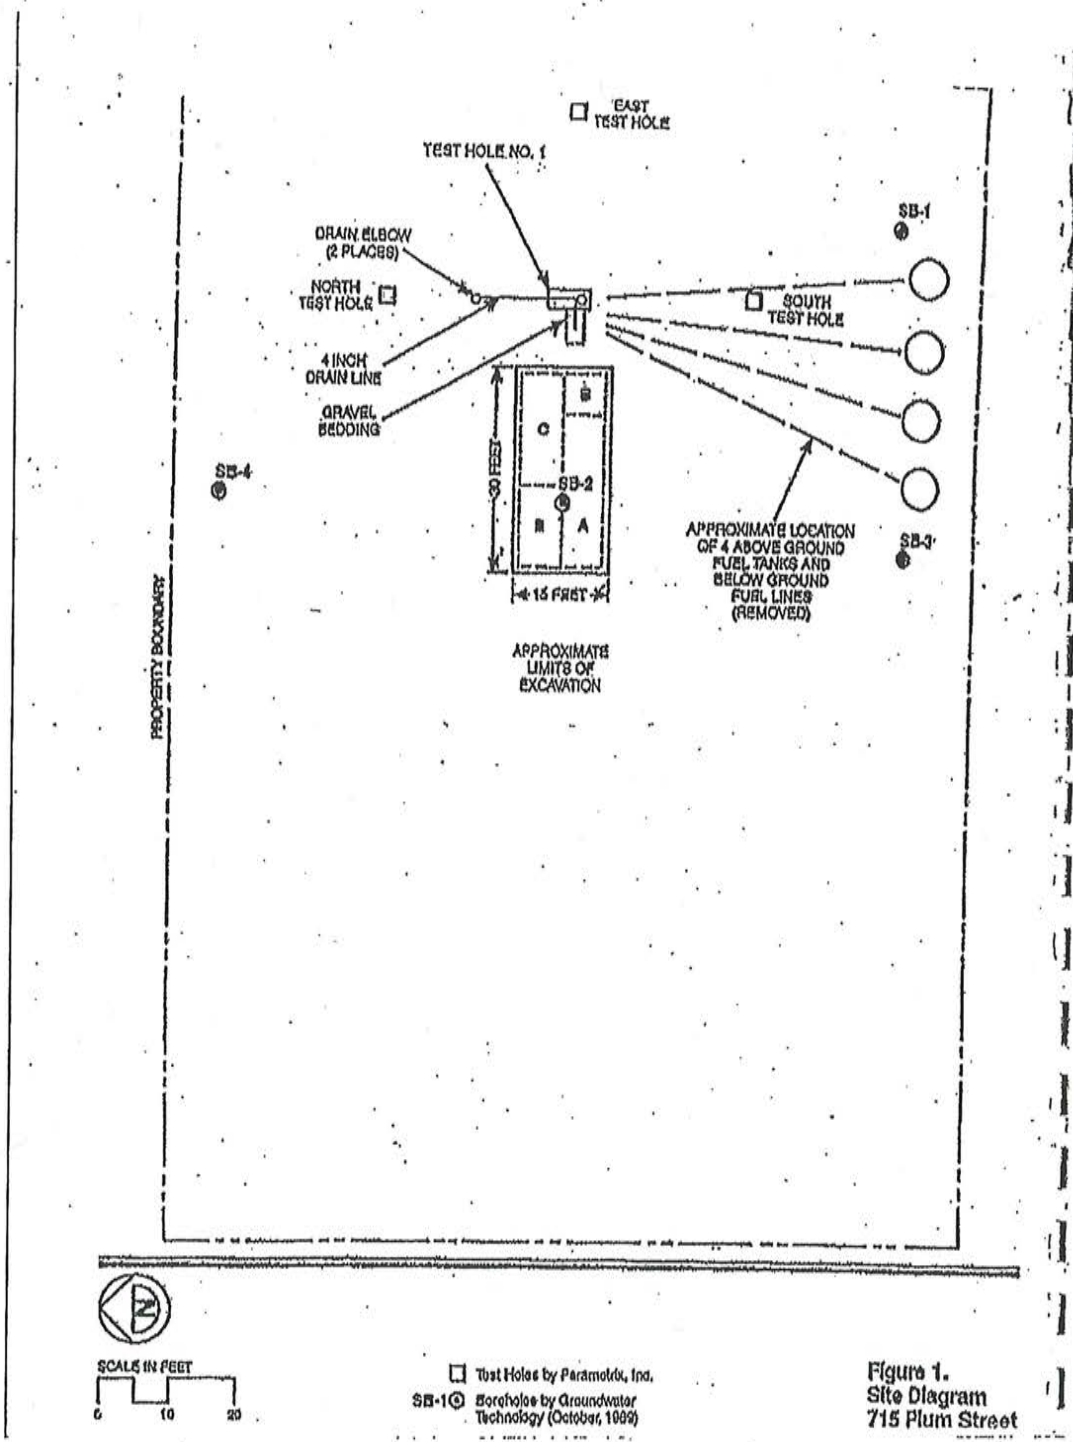 EAST
TEST HOLE
TEST HOLE NO. 1
SB-1
DRAIN ELBOW
(2 PLACES)
NORTH
TEST HOLE
SOUTH
TEST HOLE
4 INCH
DRAIN LINE
GRAVEL
BEDDING
B
C
30 FEET
SB-4
SB-2
B
A
APPROXIMATE LOCATION
OF 4 ABOVE GROUND
FUEL TANKS AND
BELOW GROUND
FUEL LINES
(REMOVED)
SB-3
15 FEET
APPROXIMATE
LIMITS OF
EXCAVATION
PROPERTY BOUNDARY
N
SCALE IN FEET
0 10 20
Test Holes by Parametrix, Inc.
SB-1 Boreholes by Groundwater
Technology (October, 1989)
Figure 1.
Site Diagram
715 Plum Street